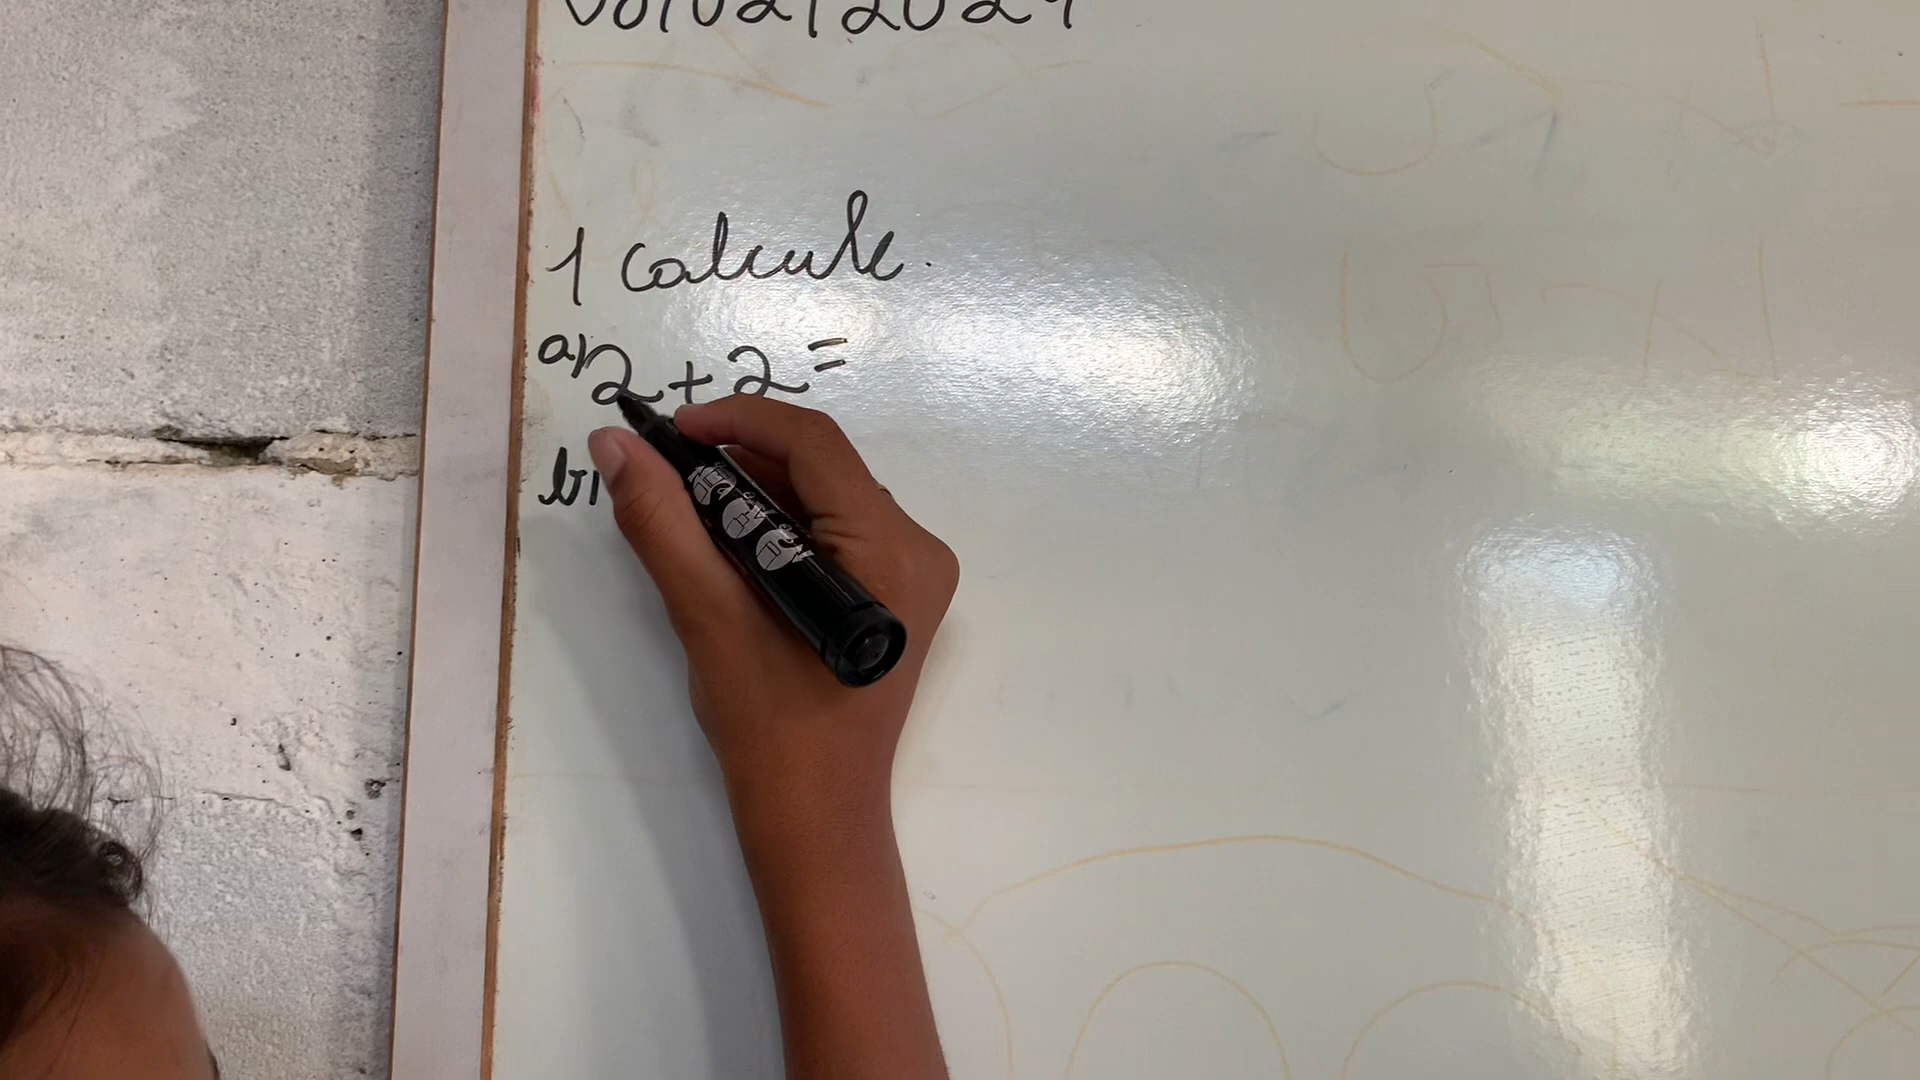 1 calcule.
a) 2+2=
b)